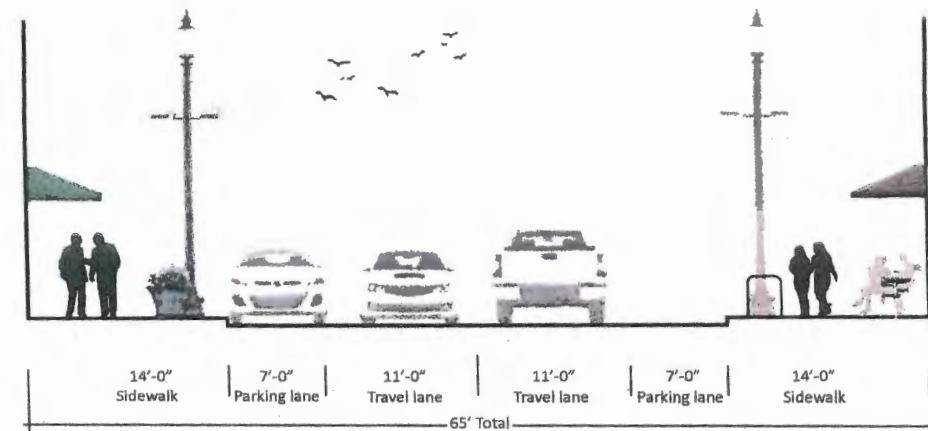 14'-0" 7'-0" 11'-0" 11'-0" 7'-0" 14'-0"
Sidewalk Parking lane Travel lane Travel lane Parking lane Sidewalk
65' Total